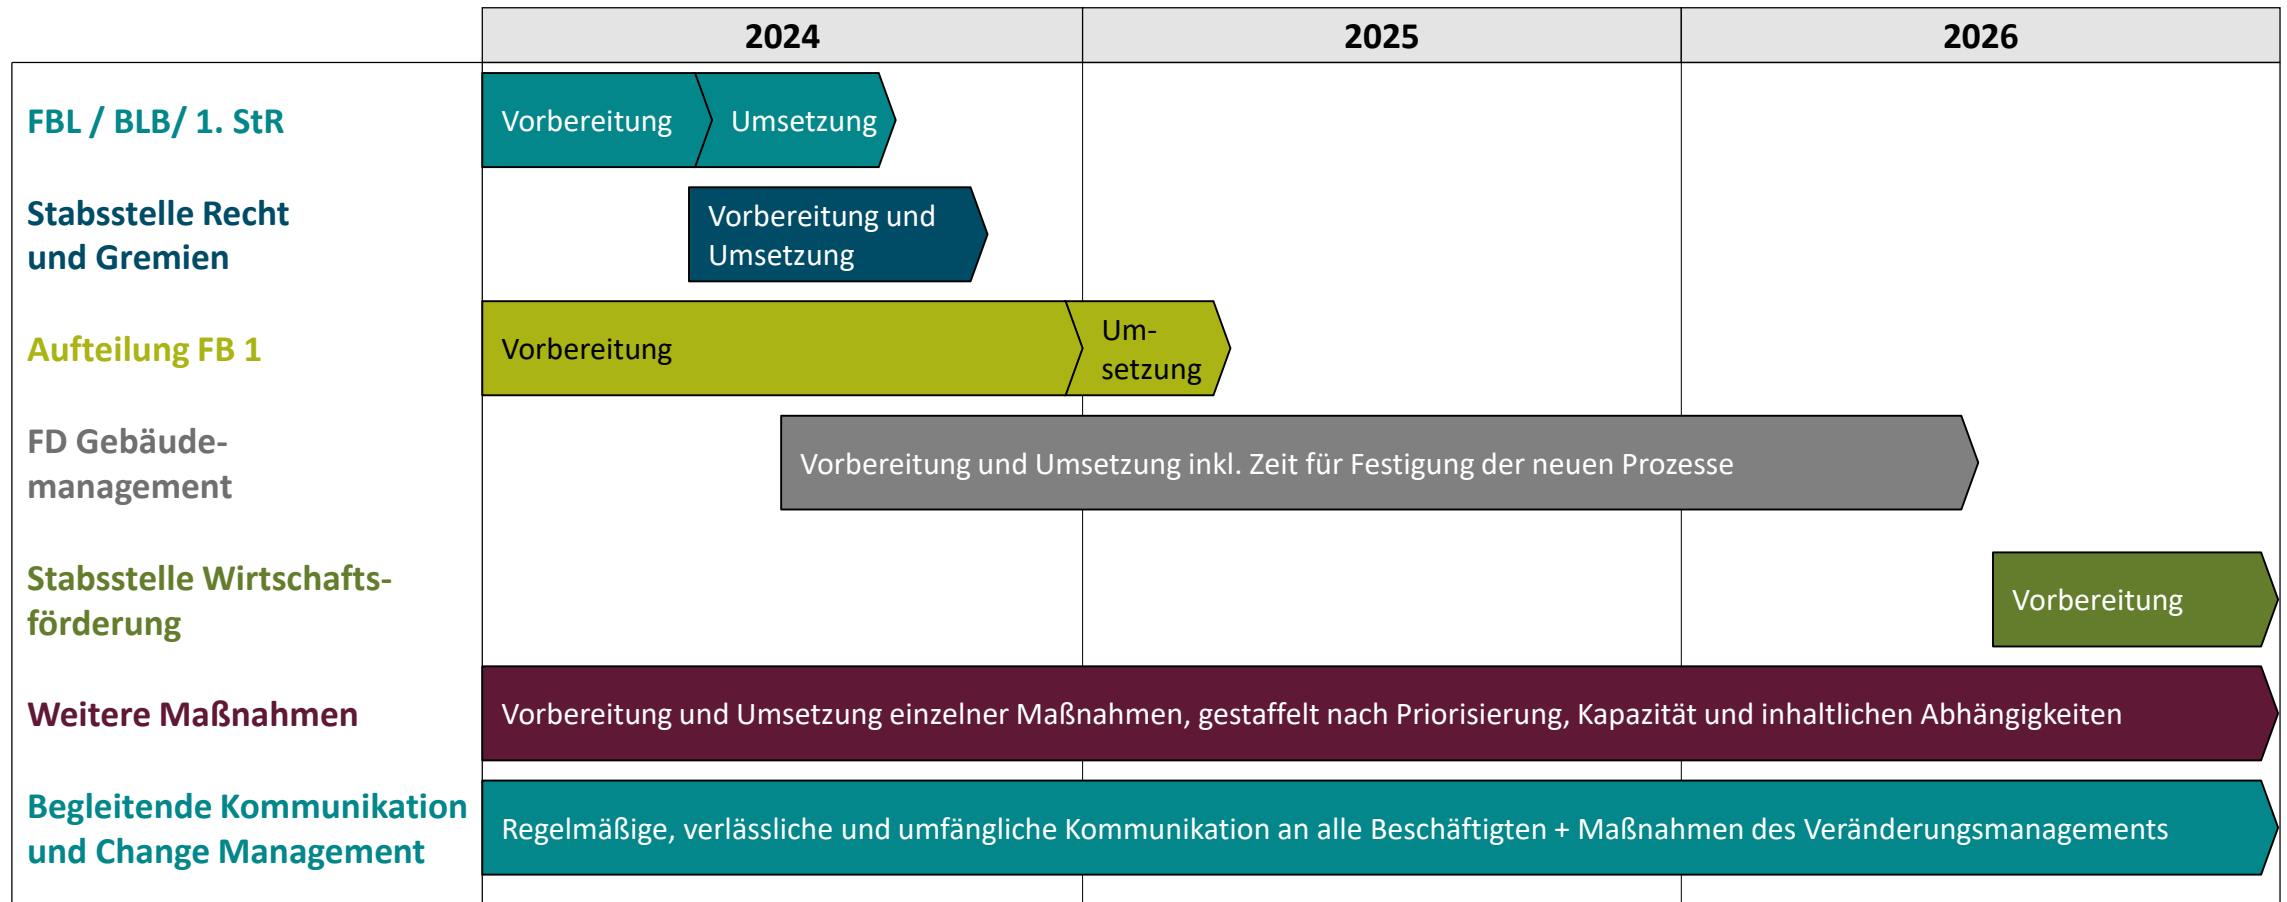 2024 2025 2026
FBL / BLB/ 1. StR
Vorbereitung
Umsetzung
Stabsstelle Recht
und Gremien
Vorbereitung und
Umsetzung
Aufteilung FB 1
Vorbereitung
Um-
setzung
FD Gebäude-
management
Vorbereitung und Umsetzung inkl. Zeit für Festigung der neuen Prozesse
Stabsstelle Wirtschafts-
förderung
Vorbereitung
Weitere Maßnahmen
Vorbereitung und Umsetzung einzelner Maßnahmen, gestaffelt nach Priorisierung, Kapazität und inhaltlichen Abhängigkeiten
Begleitende Kommunikation
und Change Management
Regelmäßige, verlässliche und umfängliche Kommunikation an alle Beschäftigten + Maßnahmen des Veränderungsmanagements